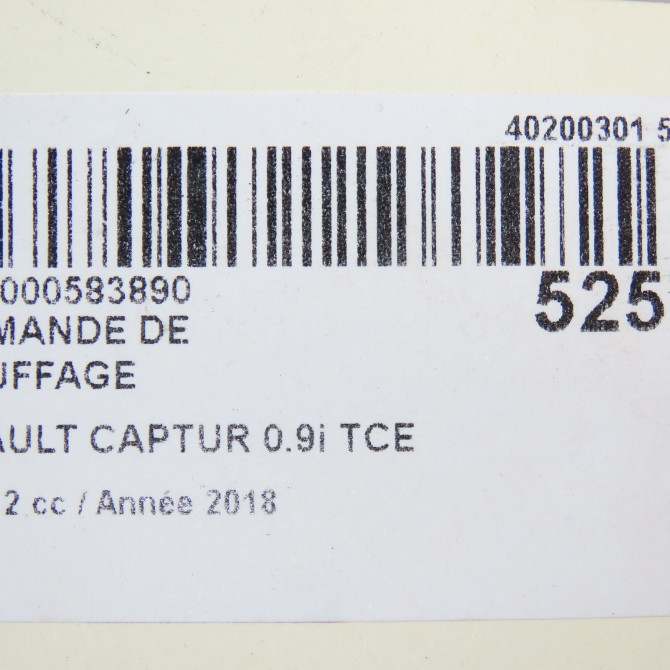 40200301 5
000583890
525
MANDE DE
UFFAGE
AULT CAPTUR 0.9i TCE
2 cc / Année 2018